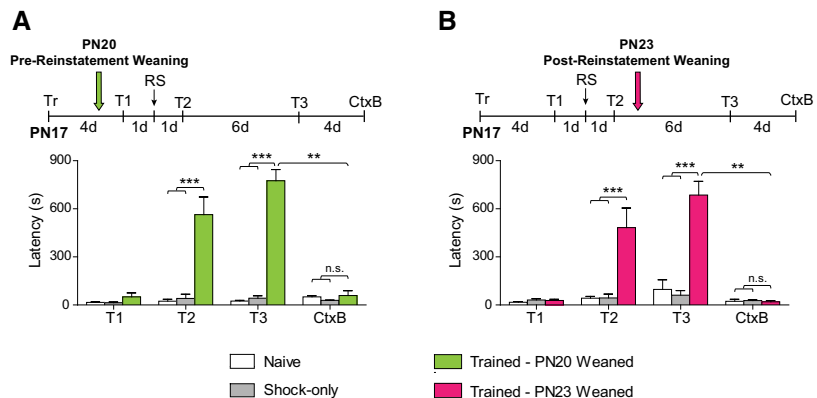 A
PN20
Pre-Reinstatement Weaning
RS
Tr T1 T2 T3 CtxB
PN17 4d 1d 1d 6d 4d
900
600
300
0
Latency (s)
*** *** ** n.s.
T1 T2 T3 CtxB
B
PN23
Post-Reinstatement Weaning
RS
Tr T1 T2 T3 CtxB
PN17 4d 1d 1d 6d 4d
900
600
300
0
Latency (s)
*** *** ** n.s.
T1 T2 T3 CtxB
Naive
Shock-only
Trained - PN20 Weaned
Trained - PN23 Weaned